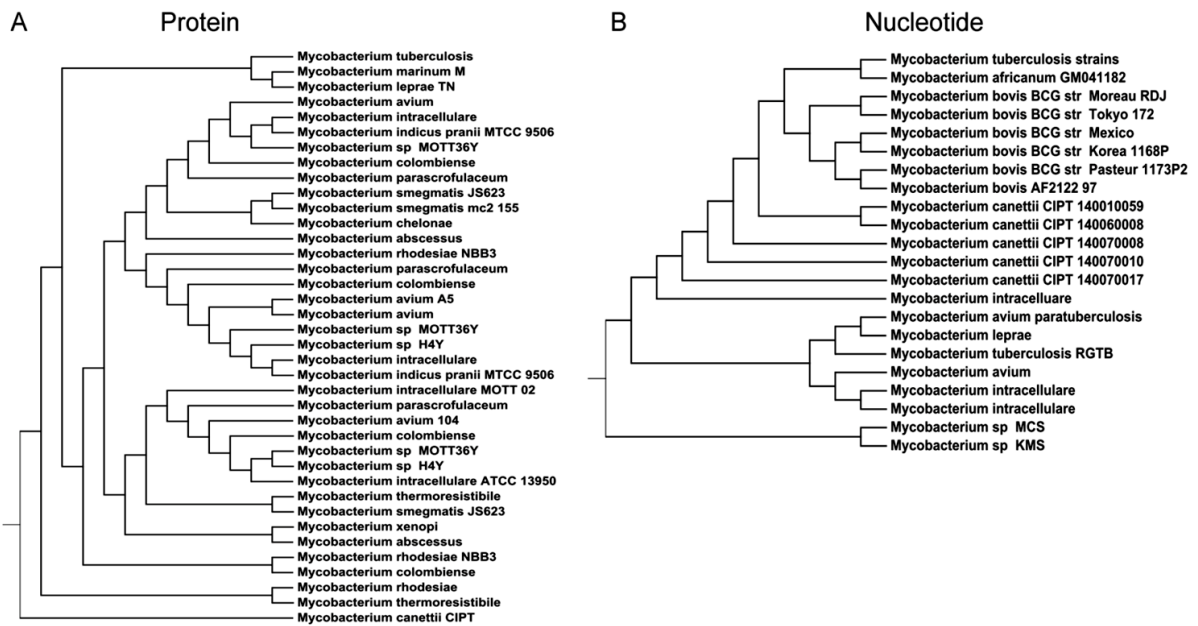 A
Protein
Mycobacterium tuberculosis
Mycobacterium marinum M
Mycobacterium leprae TN
Mycobacterium avium
Mycobacterium intracellulare
Mycobacterium indicus pranii MTCC 9506
Mycobacterium sp MOTT36Y
Mycobacterium colombiense
Mycobacterium parascrofulaceum
Mycobacterium smegmatis JS623
Mycobacterium smegmatis mc2 155
Mycobacterium chelonae
Mycobacterium abscessus
Mycobacterium rhodesiae NBB3
Mycobacterium parascrofulaceum
Mycobacterium colombiense
Mycobacterium avium A5
Mycobacterium avium
Mycobacterium sp MOTT36Y
Mycobacterium sp H4Y
Mycobacterium intracellulare
Mycobacterium indicus pranii MTCC 9506
Mycobacterium intracellulare MOTT 02
Mycobacterium parascrofulaceum
Mycobacterium avium 104
Mycobacterium colombiense
Mycobacterium sp MOTT36Y
Mycobacterium sp H4Y
Mycobacterium intracellulare ATCC 13950
Mycobacterium thermoresistibile
Mycobacterium smegmatis JS623
Mycobacterium xenopi
Mycobacterium abscessus
Mycobacterium rhodesiae NBB3
Mycobacterium colombiense
Mycobacterium rhodesiae
Mycobacterium thermoresistibile
Mycobacterium canettii CIPT
B
Nucleotide
Mycobacterium tuberculosis strains
Mycobacterium africanum GM041182
Mycobacterium bovis BCG str Moreau RDJ
Mycobacterium bovis BCG str Tokyo 172
Mycobacterium bovis BCG str Mexico
Mycobacterium bovis BCG str Korea 1168P
Mycobacterium bovis BCG str Pasteur 1173P2
Mycobacterium bovis AF2122 97
Mycobacterium canettii CIPT 140010059
Mycobacterium canettii CIPT 140060008
Mycobacterium canettii CIPT 140070008
Mycobacterium canettii CIPT 140070010
Mycobacterium canettii CIPT 140070017
Mycobacterium intracelluare
Mycobacterium avium paratuberculosis
Mycobacterium leprae
Mycobacterium tuberculosis RGTB
Mycobacterium avium
Mycobacterium intracellulare
Mycobacterium intracellulare
Mycobacterium sp MCS
Mycobacterium sp KMS